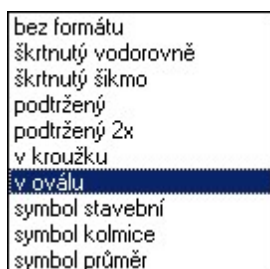 bez formátu
škrtnutý vodorovně
škrtnutý šikmo
podtržený
podtržený 2x
v kroužku
v oválu
symbol stavební
symbol kolmice
symbol průměr